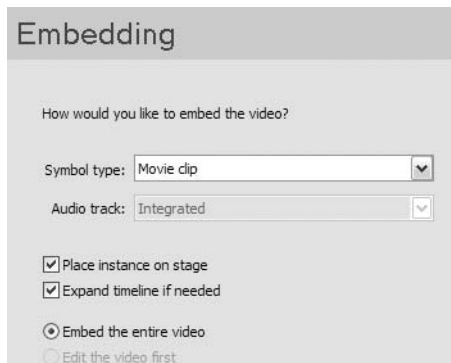 Embedding
How would you like to embed the video?
Symbol type: Movie clip
Audio track: Integrated
Place instance on stage
Expand timeline if needed
Embed the entire video
Edit the video first